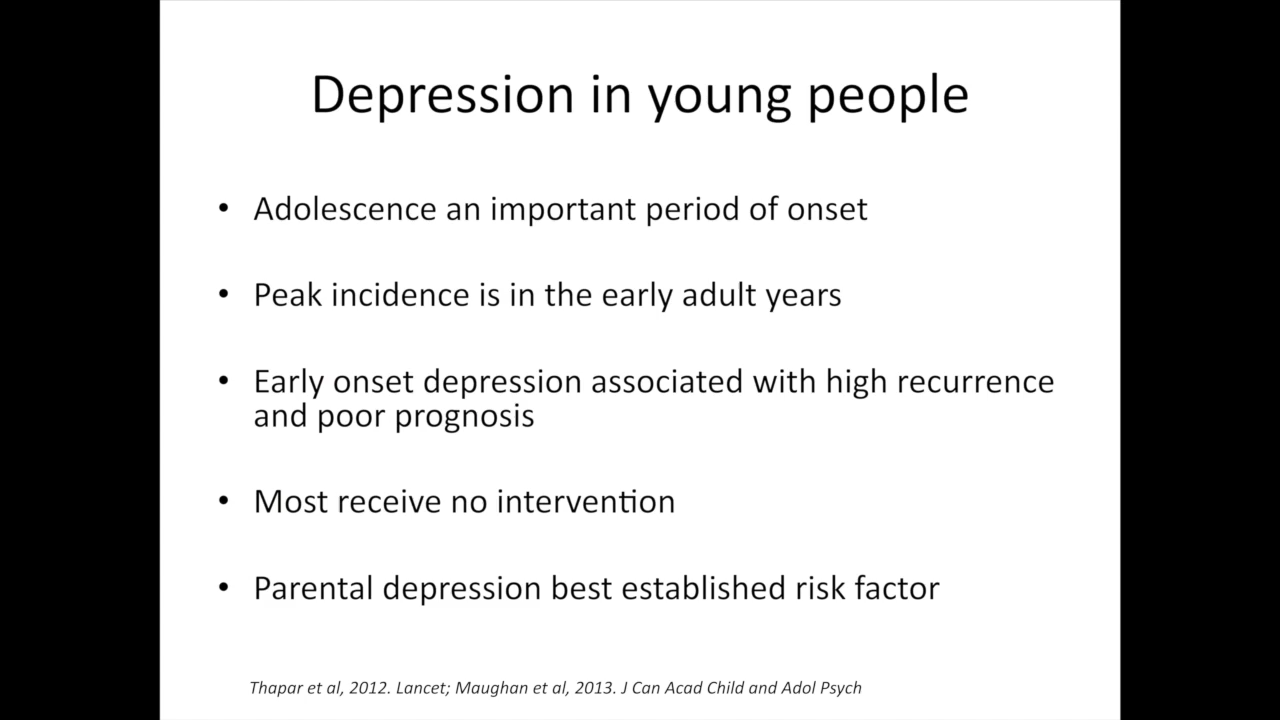 Depression in young people
• Adolescence an important period of onset
• Peak incidence is in the early adult years
• Early onset depression associated with high recurrence
and poor prognosis
• Most receive no intervention
• Parental depression best established risk factor
Thapar et al, 2012. Lancet; Maughan et al, 2013. J Can Acad Child and Adol Psych